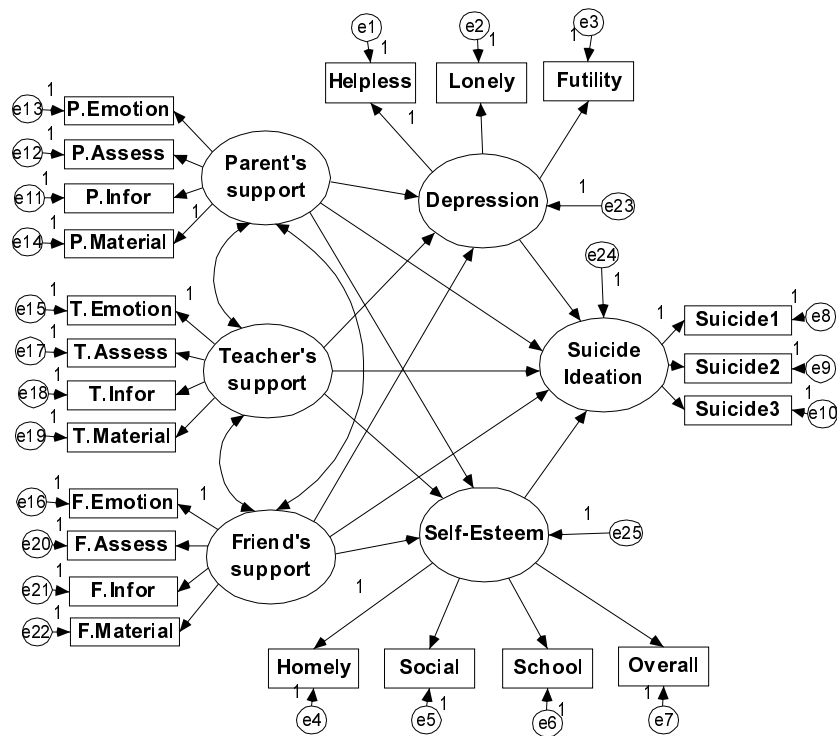 e1
1
e2
1
e3
1
Helpless
Lonely
Futility
1
e13
1
P.Emotion
e12
1
P.Assess
e11
1
P.Infor
e14
1
P.Material
1
Parent's
support
Depression
1
e23
e24
1
e15
1
T.Emotion
1
e17
1
T.Assess
e18
1
T.Infor
e19
1
T.Material
Teacher's
support
Suicide
Ideation
1
Suicide1
1
e8
Suicide2
1
e9
Suicide3
1
e10
e16
1
F.Emotion
1
e20
1
F.Assess
e21
1
F.Infor
e22
1
F.Material
Friend's
support
Self-Esteem
1
e25
1
Homely
Social
School
Overall
1
e4
1
e5
1
e6
1
e7